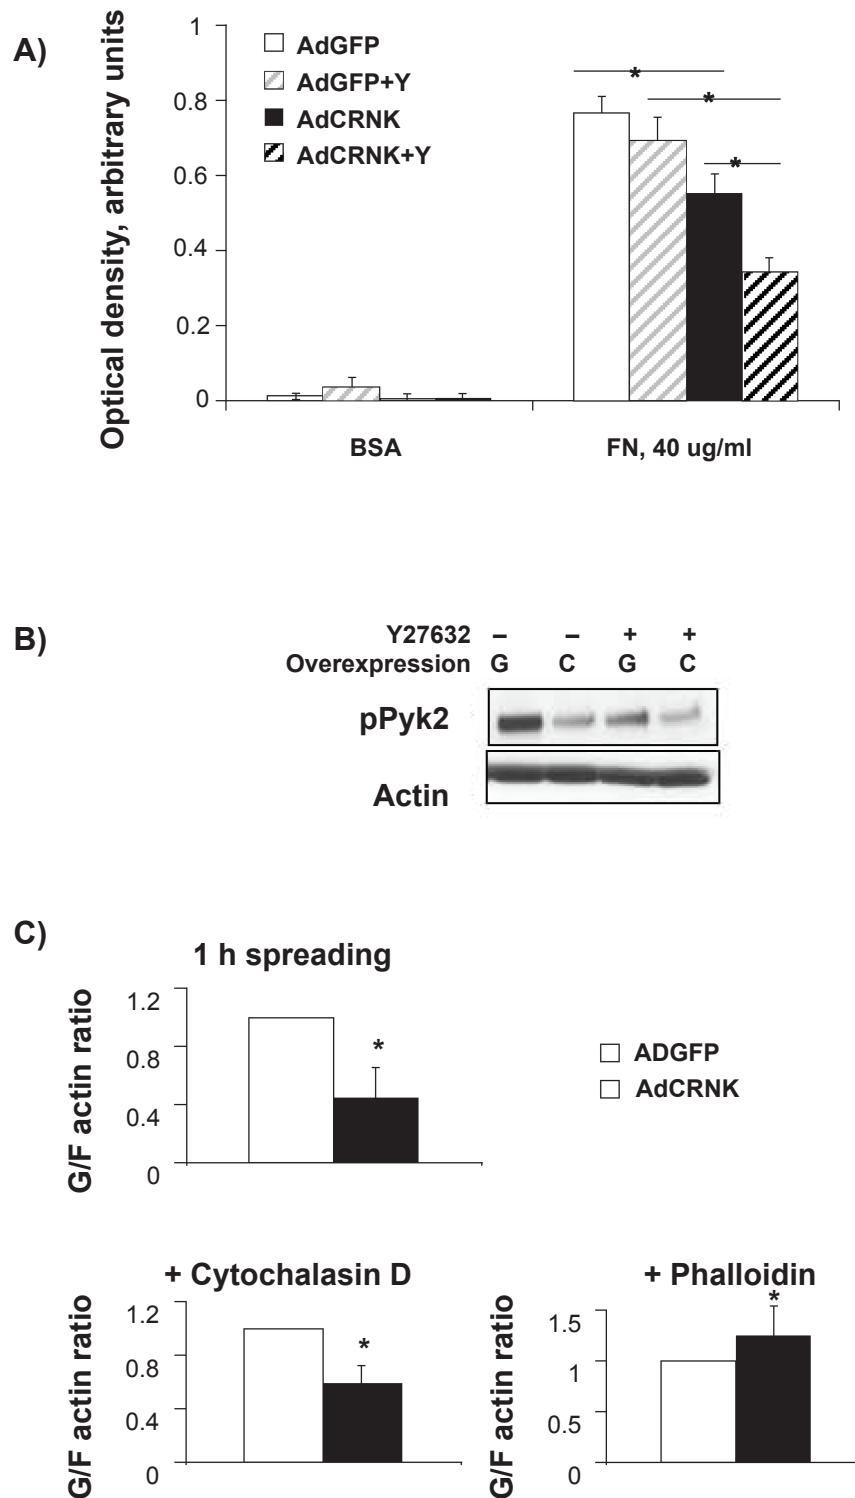 A)
Optical density, arbitrary units
1
0.8
0.6
0.4
0.2
0
AdGFP
AdGFP+Y
AdCRNK
AdCRNK+Y
*
*
*
BSA
FN, 40 ug/ml
B)
Y27632 – – + +
Overexpression G C G C
pPyk2
Actin
C)
1 h spreading
G/F actin ratio
1.2
0.8
0.4
0
*
ADGFP
AdCRNK
+ Cytochalasin D
G/F actin ratio
1.2
0.8
0.4
0
*
+ Phalloidin
G/F actin ratio
1.5
1
0.5
0
*